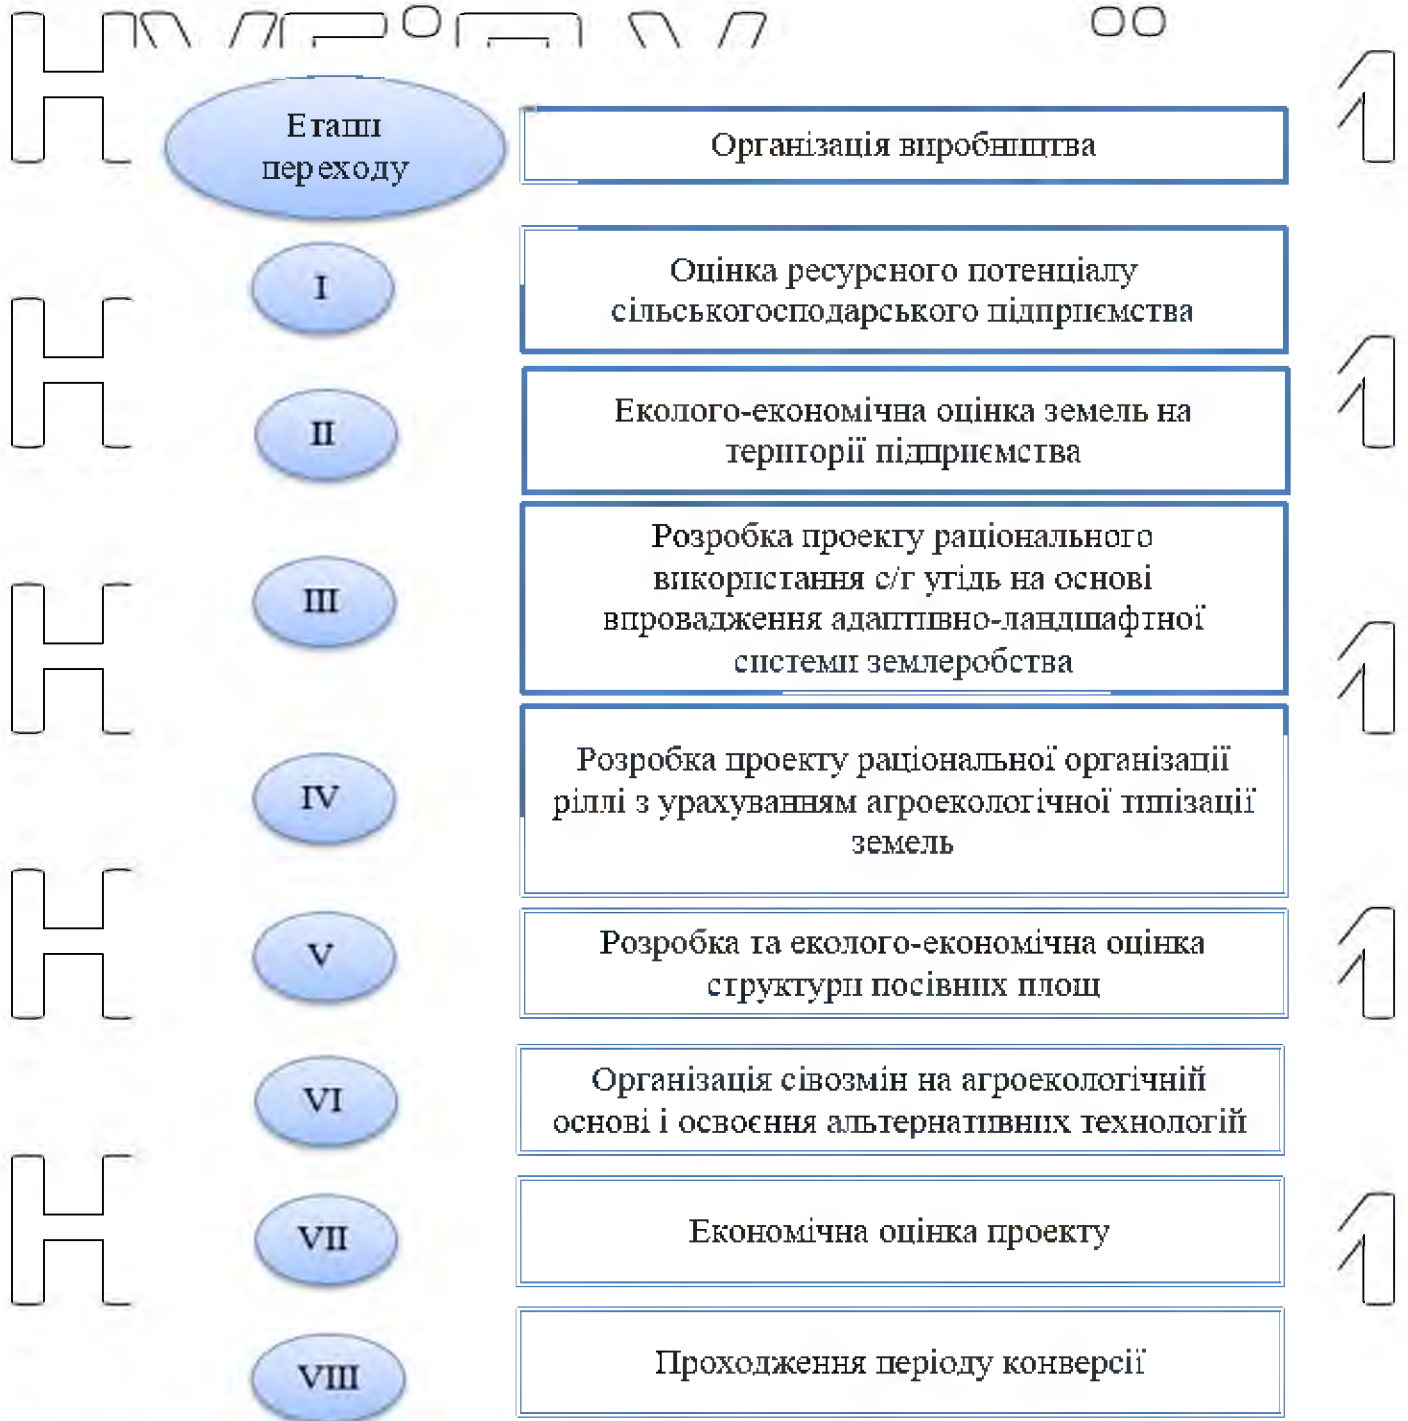 Етапи
переходу
Організація виробництва
I
Оцінка ресурсного потенціалу
сільськогосподарського підприємства
II
Еколого-економічна оцінка земель на
території підприємства
III
Розробка проекту раціонального
використання с/г угідь на основі
впровадження адаптивно-ландшафтної
системи землеробства
IV
Розробка проекту раціональної організації
ріллі з урахуванням агроекологічної типізації
земель
V
Розробка та еколого-економічна оцінка
структури посівних площ
VI
Організація сівозмін на агроекологічній
основі і освоєння альтернативних технологій
VII
Економічна оцінка проекту
VIII
Проходження періоду конверсії